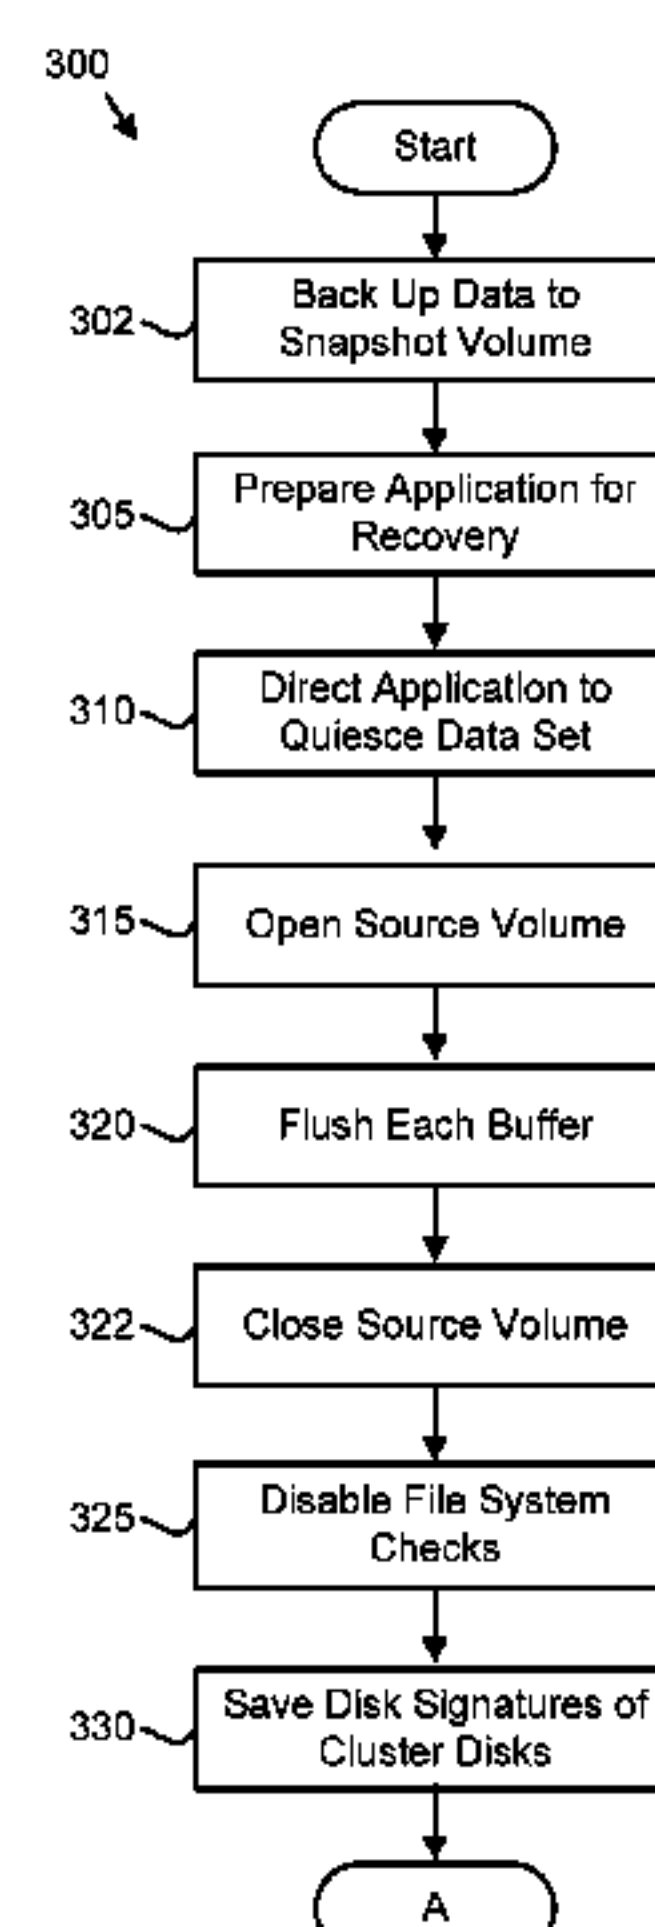 300
Start
302
Back Up Data to
Snapshot Volume
305
Prepare Application for
Recovery
310
Direct Application to
Quiesce Data Set
315
Open Source Volume
320
Flush Each Buffer
322
Close Source Volume
325
Disable File System
Checks
330
Save Disk Signatures of
Cluster Disks
A